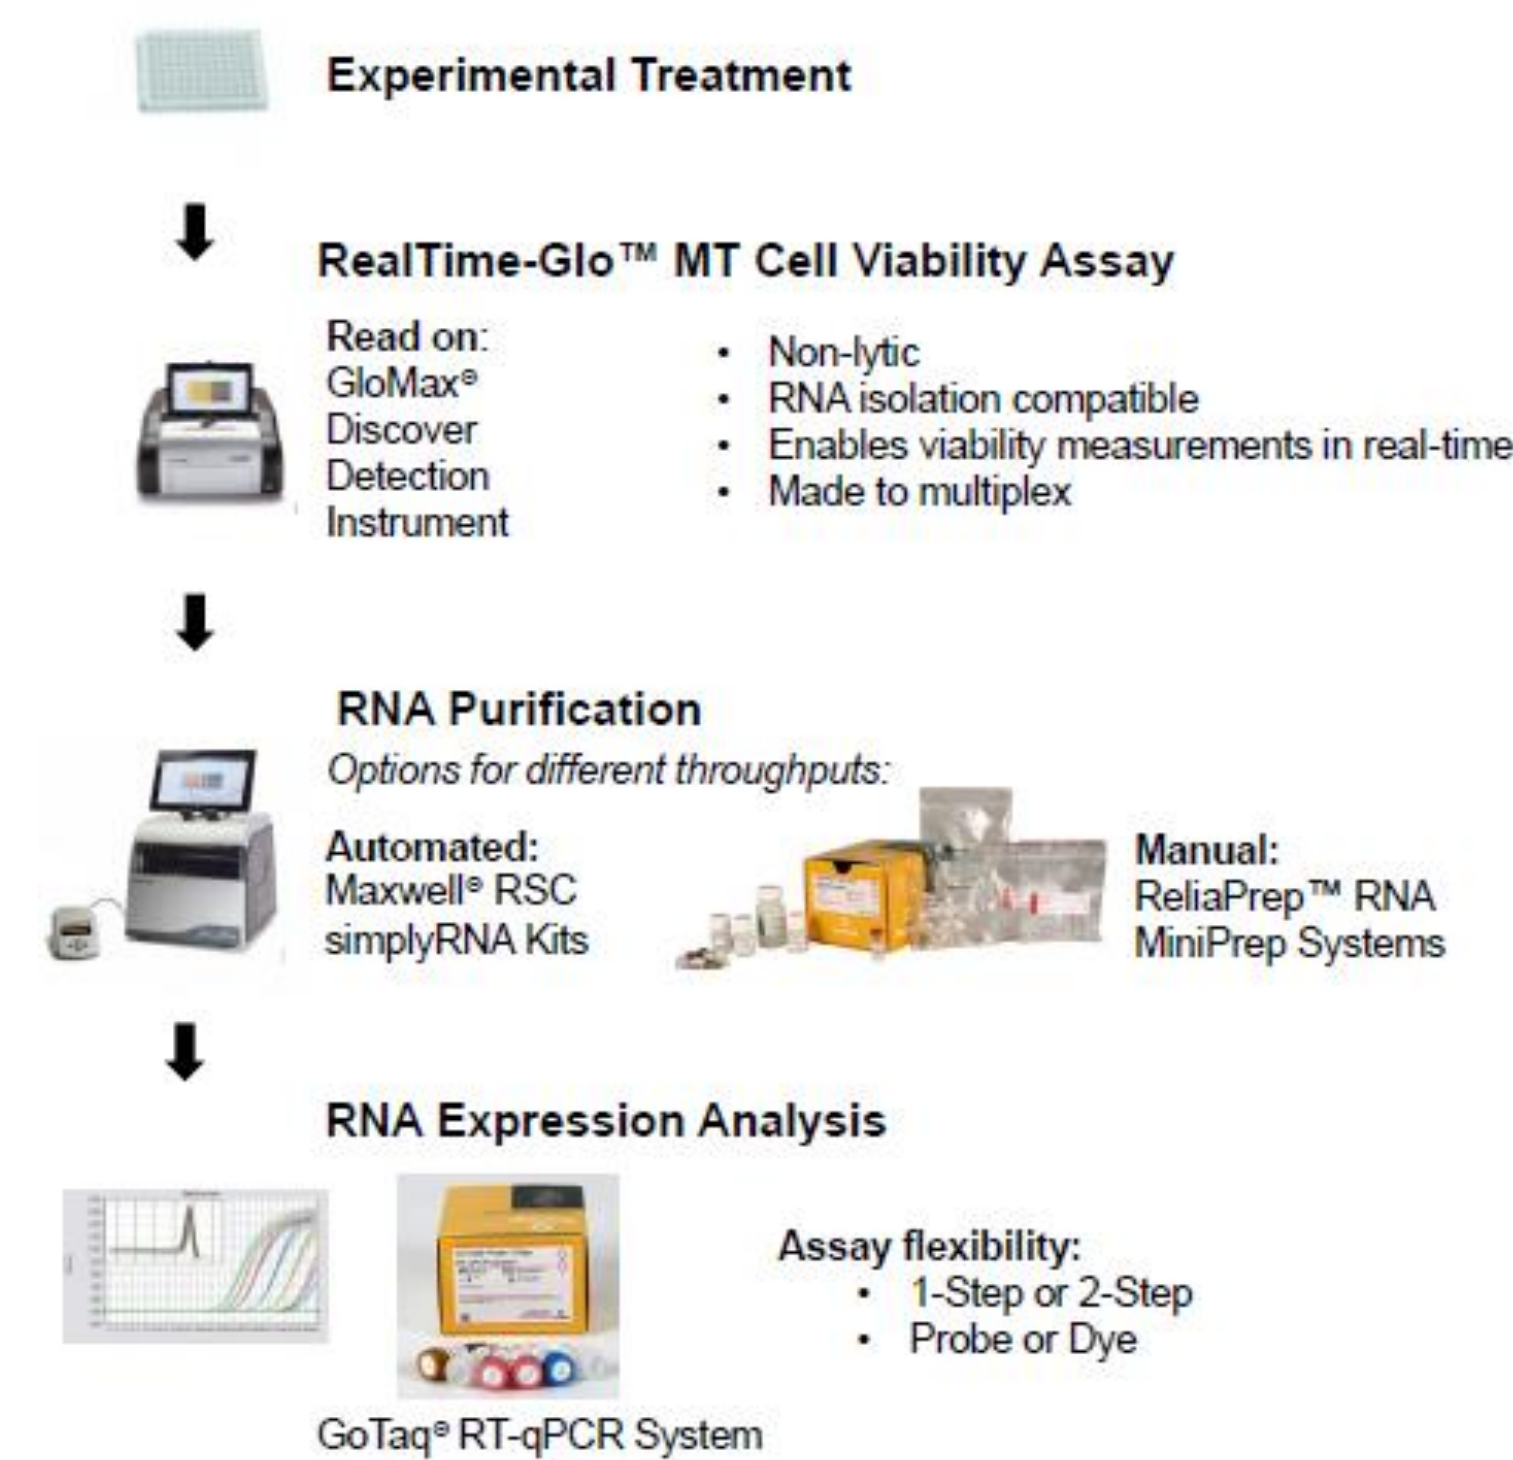 Experimental Treatment
RealTime-Glo™ MT Cell Viability Assay
Read on:
GloMax®
Discover
Detection
Instrument
• Non-lytic
• RNA isolation compatible
• Enables viability measurements in real-time
• Made to multiplex
RNA Purification
Options for different throughputs:
Automated:
Maxwell® RSC
simplyRNA Kits
Manual:
ReliaPrep™ RNA
MiniPrep Systems
RNA Expression Analysis
Assay flexibility:
• 1-Step or 2-Step
• Probe or Dye
GoTaq® RT-qPCR System